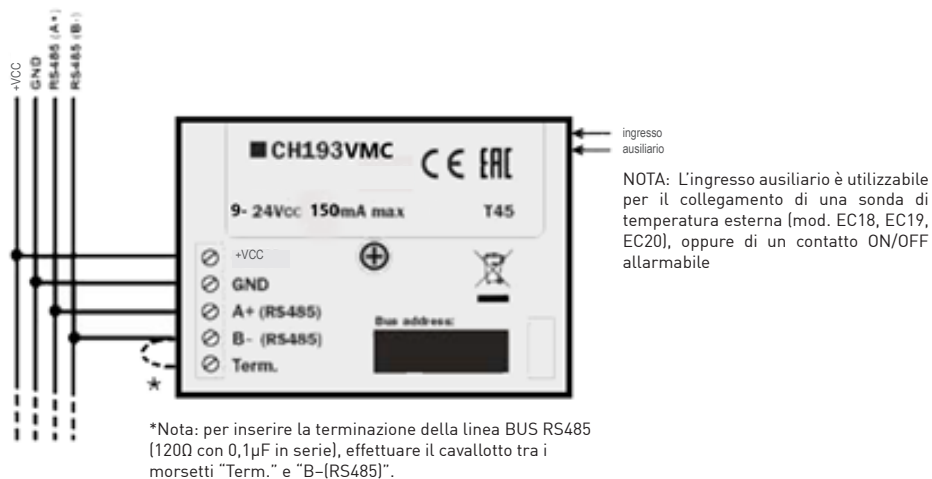 +VCC
GND
RS485 (A+)
RS485 (B-)
CH193VMC
CE EAC
9- 24Vcc 150mA max
T45
+VCC
GND
A+ (RS485)
B- (RS485)
Term.
Bus address:
*
ingresso
ausiliario
NOTA: L'ingresso ausiliario è utilizzabile
per il collegamento di una sonda di
temperatura esterna (mod. EC18, EC19,
EC20), oppure di un contatto ON/OFF
allarmabile
*Nota: per inserire la terminazione della linea BUS RS485
(120Ω con 0,1µF in serie), effettuare il cavallotto tra i
morsetti “Term.” e “B–(RS485)”.